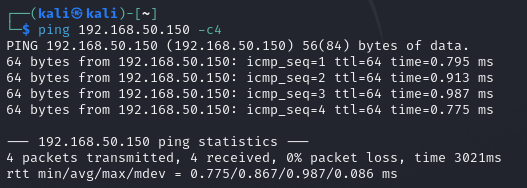 ┌──(kali㉿kali)-[~]
└─$ ping 192.168.50.150 -c4
PING 192.168.50.150 (192.168.50.150) 56(84) bytes of data.
64 bytes from 192.168.50.150: icmp_seq=1 ttl=64 time=0.795 ms
64 bytes from 192.168.50.150: icmp_seq=2 ttl=64 time=0.913 ms
64 bytes from 192.168.50.150: icmp_seq=3 ttl=64 time=0.987 ms
64 bytes from 192.168.50.150: icmp_seq=4 ttl=64 time=0.775 ms

--- 192.168.50.150 ping statistics ---
4 packets transmitted, 4 received, 0% packet loss, time 3021ms
rtt min/avg/max/mdev = 0.775/0.867/0.987/0.086 ms